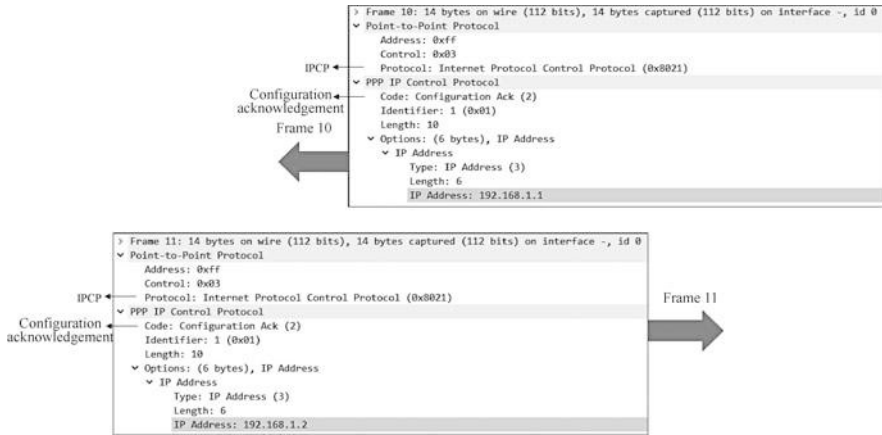 > Frame 10: 14 bytes on wire (112 bits), 14 bytes captured (112 bits) on interface -, id 0
∨ Point-to-Point Protocol
Address: 0xff
Control: 0x03
IPCP
Protocol: Internet Protocol Control Protocol (0x8021)
∨ PPP IP Control Protocol
Configuration
acknowledgement
Code: Configuration Ack (2)
Identifier: 1 (0x01)
Length: 10
Frame 10
∨ Options: (6 bytes), IP Address
∨ IP Address
Type: IP Address (3)
Length: 6
IP Address: 192.168.1.1
> Frame 11: 14 bytes on wire (112 bits), 14 bytes captured (112 bits) on interface -, id 0
∨ Point-to-Point Protocol
Address: 0xff
Control: 0x03
IPCP
Protocol: Internet Protocol Control Protocol (0x8021)
Frame 11
∨ PPP IP Control Protocol
Configuration
acknowledgement
Code: Configuration Ack (2)
Identifier: 1 (0x01)
Length: 10
∨ Options: (6 bytes), IP Address
∨ IP Address
Type: IP Address (3)
Length: 6
IP Address: 192.168.1.2